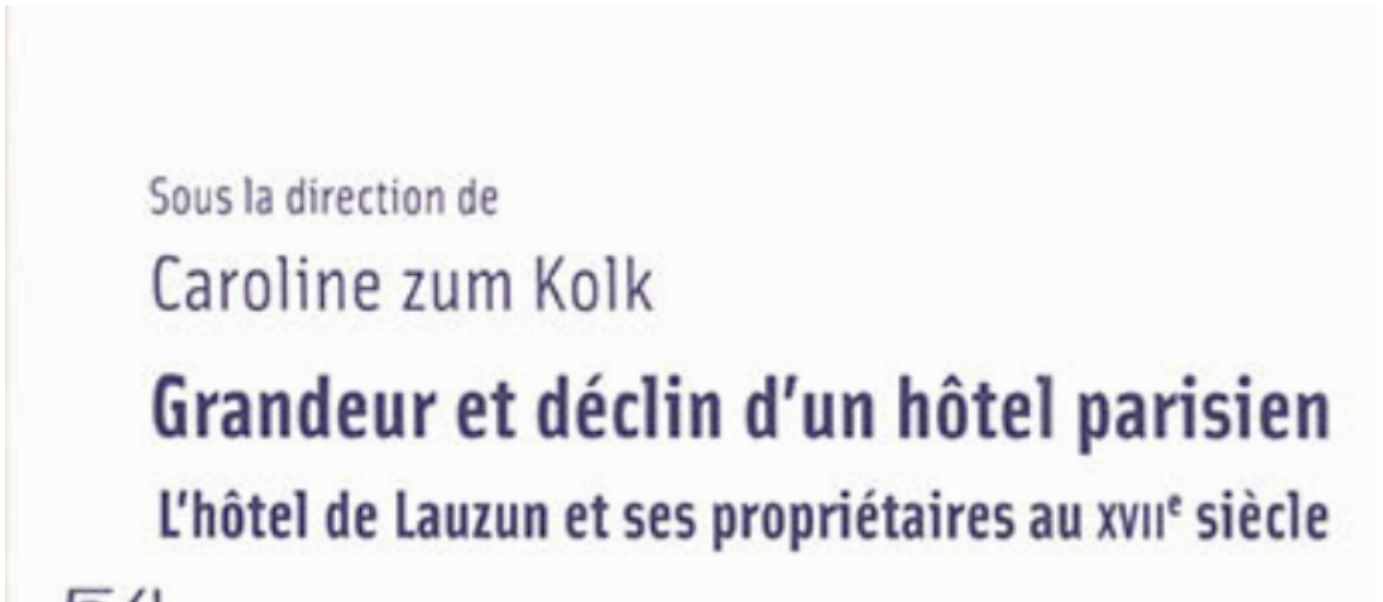 Sous la direction de
Caroline zum Kolk
Grandeur et déclin d'un hôtel parisien
L'hôtel de Lauzun et ses propriétaires au XVIIe siècle